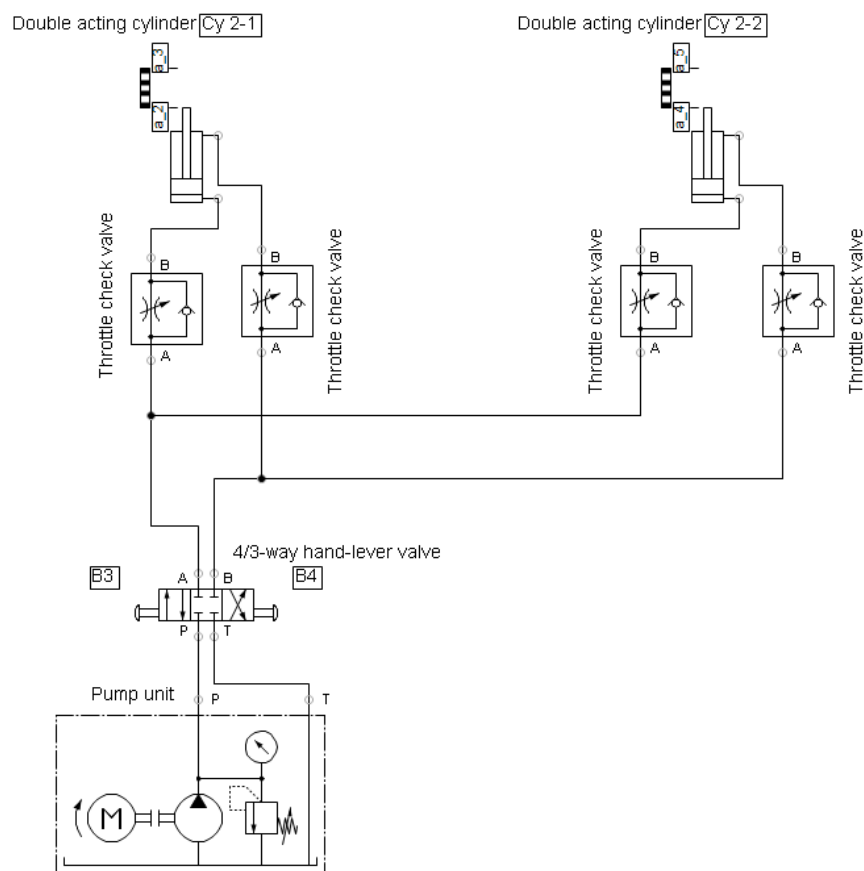 Double acting cylinder Cy 2-1
Double acting cylinder Cy 2-2
a_3
a_2
a_5
a_4
Throttle check valve
B
A
B
A
Throttle check valve
Throttle check valve
B
A
B
A
Throttle check valve
4/3-way hand-lever valve
B3
A
B
B4
P
T
Pump unit
P
T
M